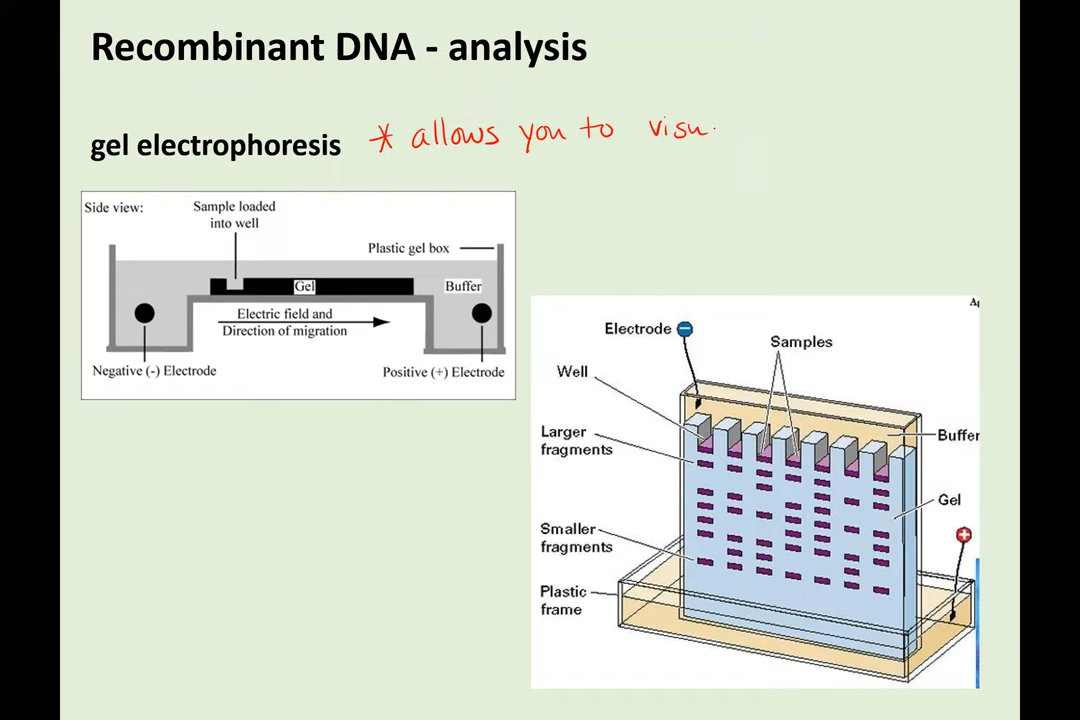 Recombinant DNA - analysis
gel electrophoresis * allows you to visu
Side view:
Sample loaded
into well
Plastic gel box
Gel
Buffer
Electric field and
Direction of migration
Negative (-) Electrode
Positive (+) Electrode
Electrode −
Samples
Well
Larger
fragments
Buffer
Gel
Smaller
fragments
+
Plastic
frame